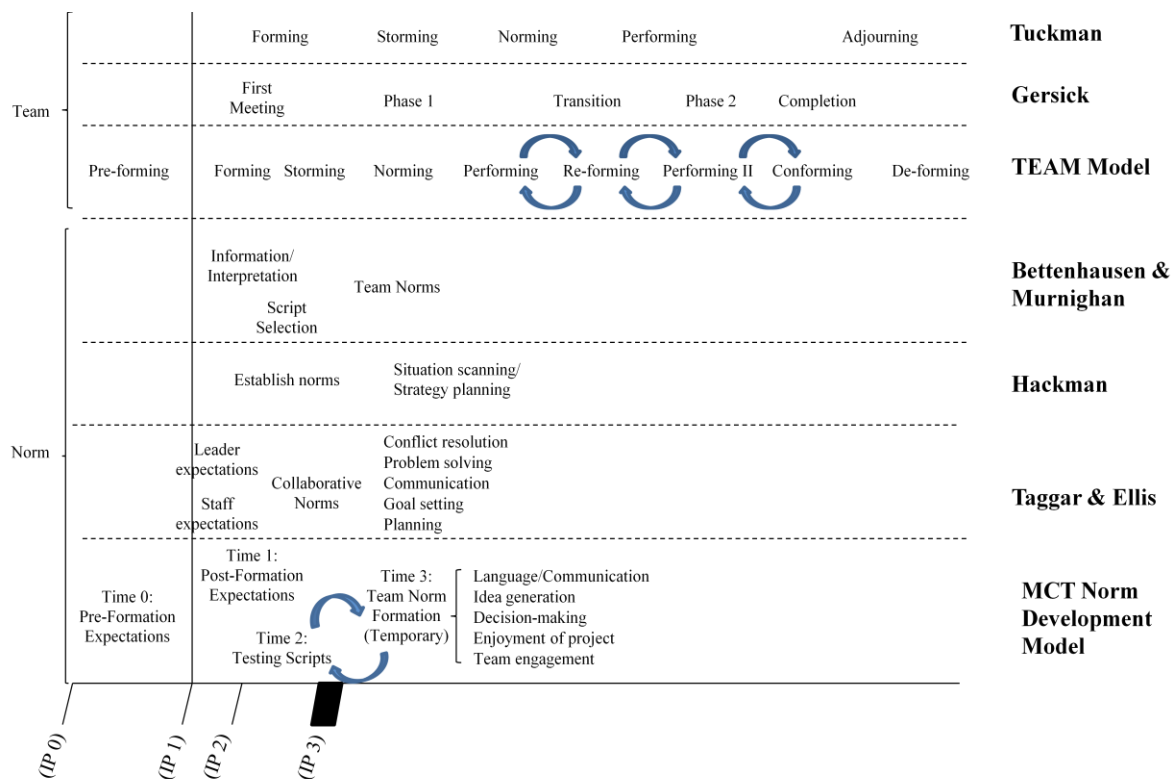 Forming Storming Norming Performing Adjourning Tuckman
First
Meeting
Phase 1 Transition Phase 2 Completion Gersick
Team
Pre-forming Forming Storming Norming Performing Re-forming Performing II Conforming De-forming TEAM Model
Information/
Interpretation
Script
Selection
Team Norms
Bettenhausen &
Murnighan
Establish norms
Situation scanning/
Strategy planning
Hackman
Norm
Leader
expectations
Staff
expectations
Collaborative
Norms
Conflict resolution
Problem solving
Communication
Goal setting
Planning
Taggar & Ellis
Time 0:
Pre-Formation
Expectations
Time 1:
Post-Formation
Expectations
Time 2:
Testing Scripts
Time 3:
Team Norm
Formation
(Temporary)
Language/Communication
Idea generation
Decision-making
Enjoyment of project
Team engagement
MCT Norm
Development
Model
(IP 0) (IP 1) (IP 2) (IP 3)